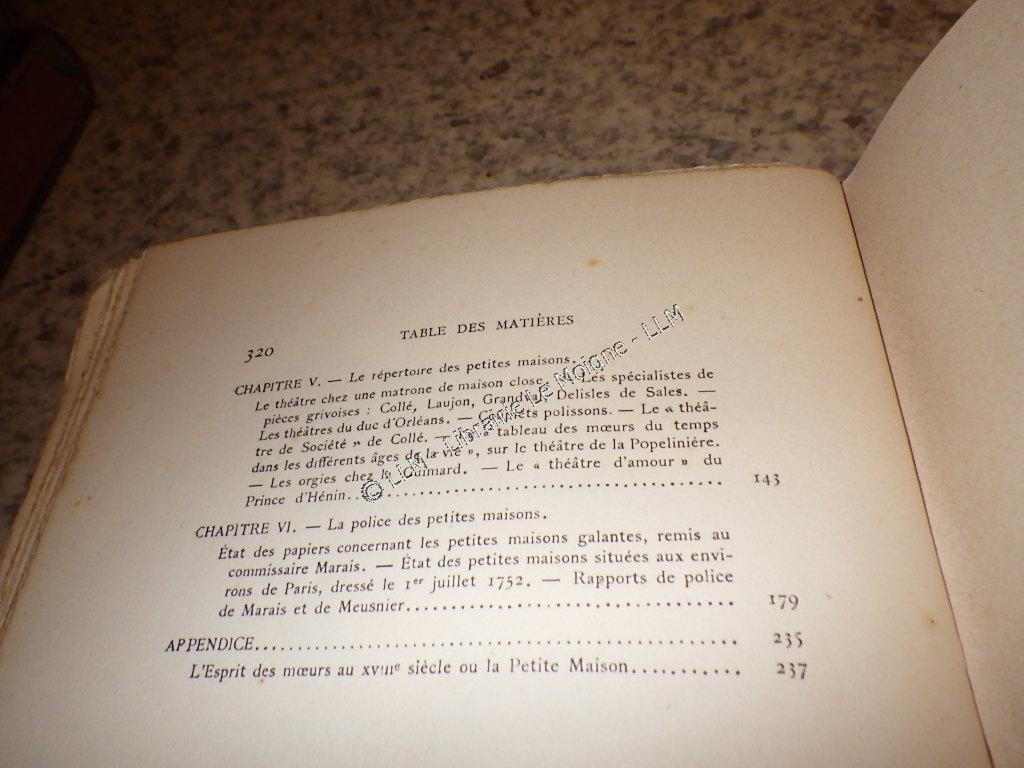 320
TABLE DES MATIÈRES
CHAPITRE V. — Le répertoire des petites maisons.
Le théâtre chez une matrone de maison close. Les spécialistes de
pièces grivoises : Collé, Laujon, Grandval, Delisles de Sales. —
Les théâtres du duc d'Orléans. — polissons. — Le « théâ-
tre de Société » de Collé. — tableau des mœurs du temps
dans les différents âges de la vie », sur le théâtre de la Popelinière.
— Les orgies chez la Guimard. — Le « théâtre d'amour » du
Prince d'Hénin........................................ 143
CHAPITRE VI. — La police des petites maisons.
État des papiers concernant les petites maisons galantes, remis au
commissaire Marais. — État des petites maisons situées aux envi-
rons de Paris, dressé le 1er juillet 1752. — Rapports de police
de Marais et de Meusnier.................................. 179
APPENDICE.................................................. 235
L'Esprit des mœurs au XVIIIe siècle ou la Petite Maison........... 237
© LLM - Librairie Le Moigne - LLM